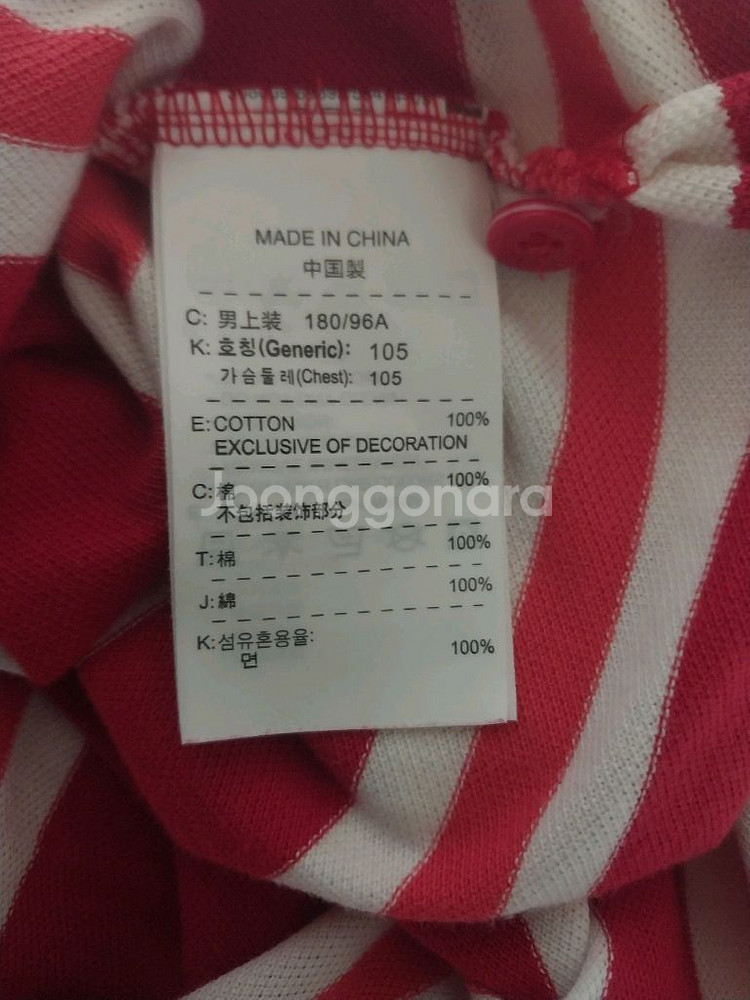 MADE IN CHINA
中国製
C: 男上装 180/96A
K: 호칭(Generic): 105
가슴둘레(Chest): 105
E: COTTON 100%
EXCLUSIVE OF DECORATION
C: 棉 100%
Joonggonara
不包括装饰部分
T: 棉 100%
J: 綿 100%
K: 섬유혼용율:
면 100%